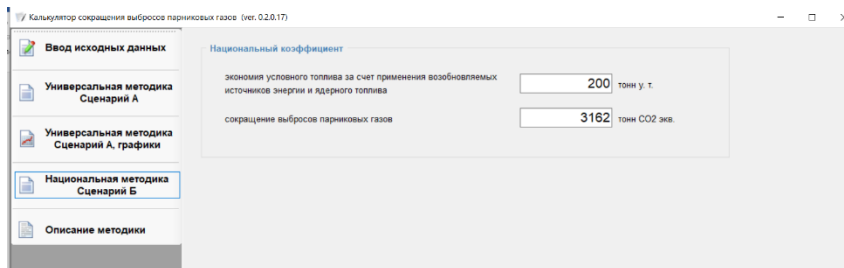 Калькулятор сокращения выбросов парниковых газов (ver. 0.2.0.17)
Ввод исходных данных
Универсальная методика
Сценарий А
Универсальная методика
Сценарий А, графики
Национальная методика
Сценарий Б
Описание методики
Национальный коэффициент
экономия условного топлива за счет применения возобновляемых
источников энергии и ядерного топлива
200 тонн у. т.
сокращение выбросов парниковых газов
3162 тонн СО2 экв.